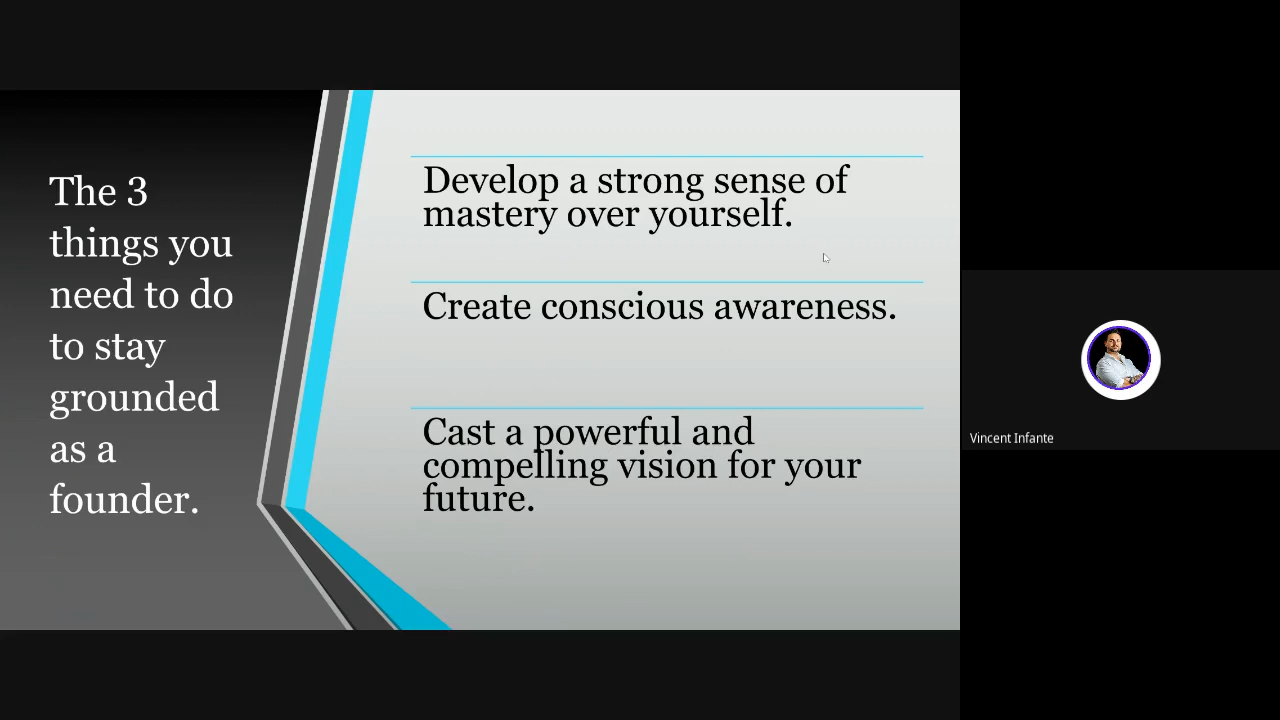 The 3
things you
need to do
to stay
grounded
as a
founder.
Develop a strong sense of
mastery over yourself.
Create conscious awareness.
Cast a powerful and
compelling vision for your
future.
Vincent Infante